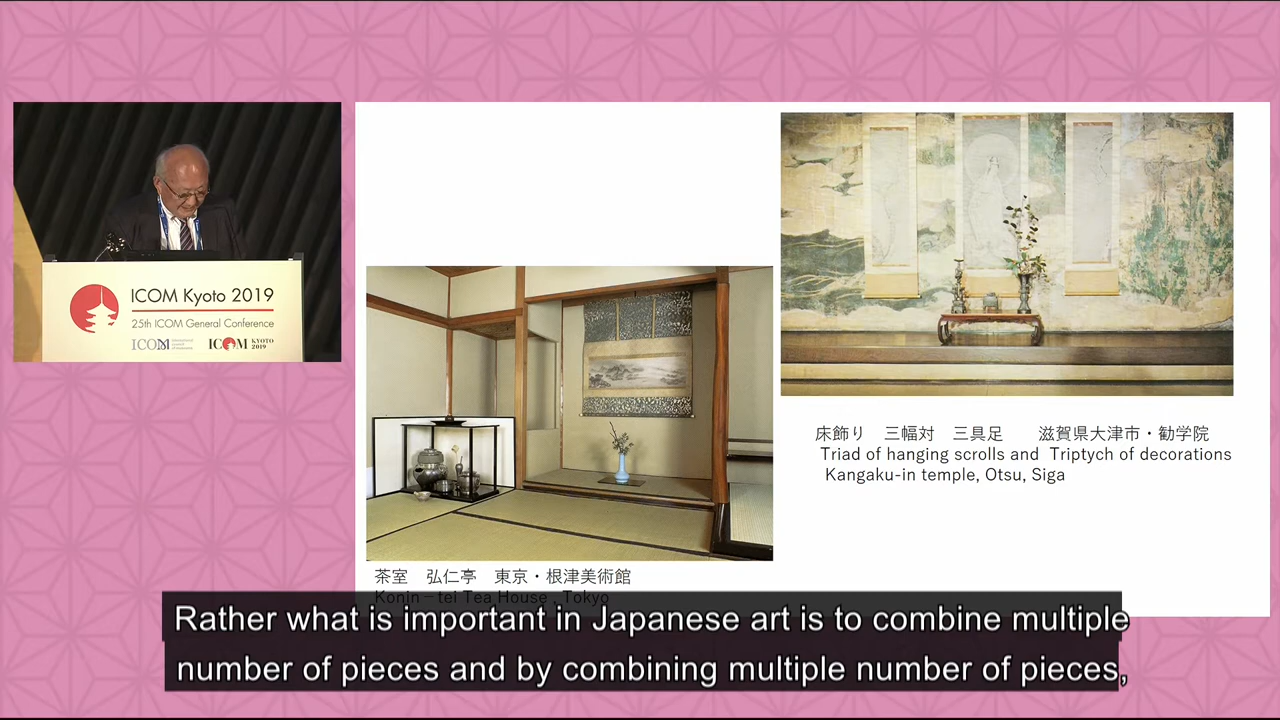 ICOM Kyoto 2019
25th ICOM General Conference
ICOM international council of museums ICOM KYOTO 2019
床飾り 三幅対 三具足 滋賀県大津市・勧学院
Triad of hanging scrolls and Triptych of decorations
Kangaku-in temple, Otsu, Siga
茶室 弘仁亭 東京・根津美術館
Konin－tei Tea House , Tokyo
Rather what is important in Japanese art is to combine multiple
number of pieces and by combining multiple number of pieces,